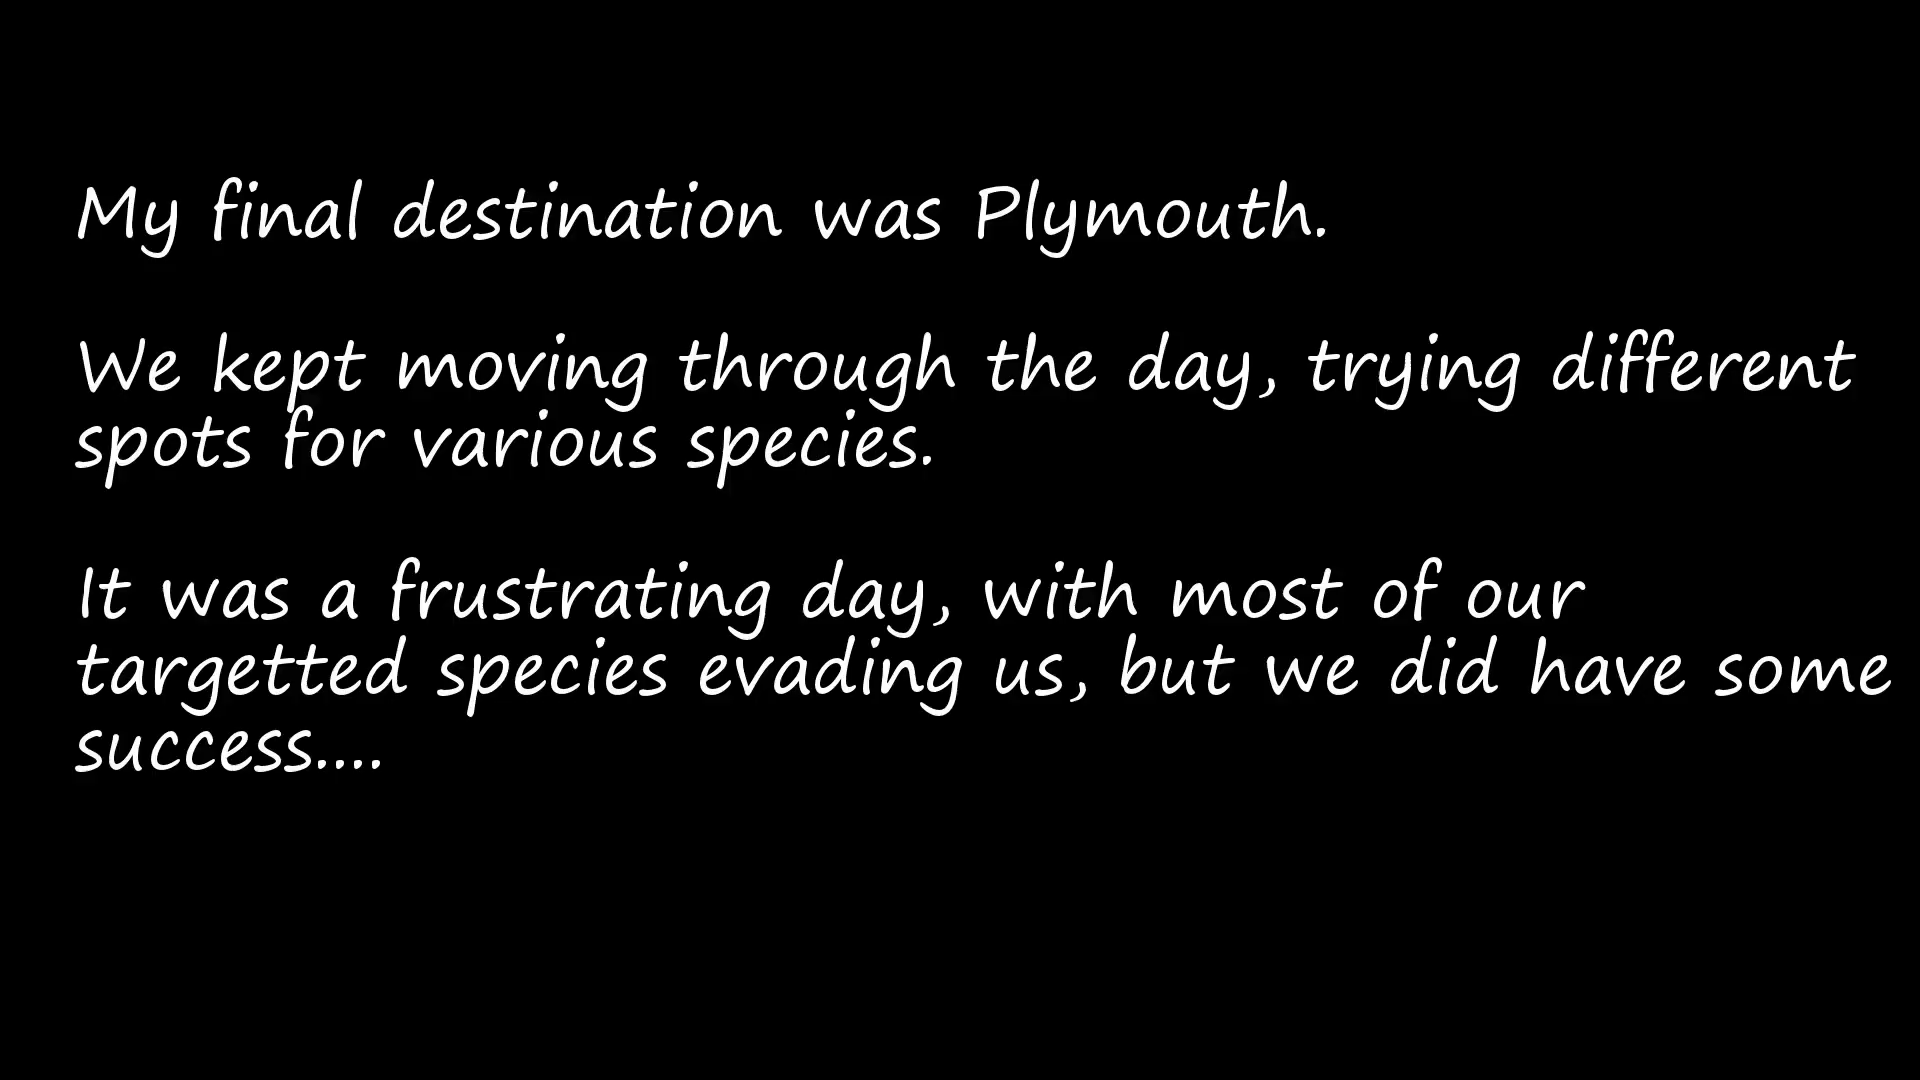 My final destination was Plymouth.
We kept moving through the day, trying different
spots for various species.
It was a frustrating day, with most of our
targetted species evading us, but we did have some
success....